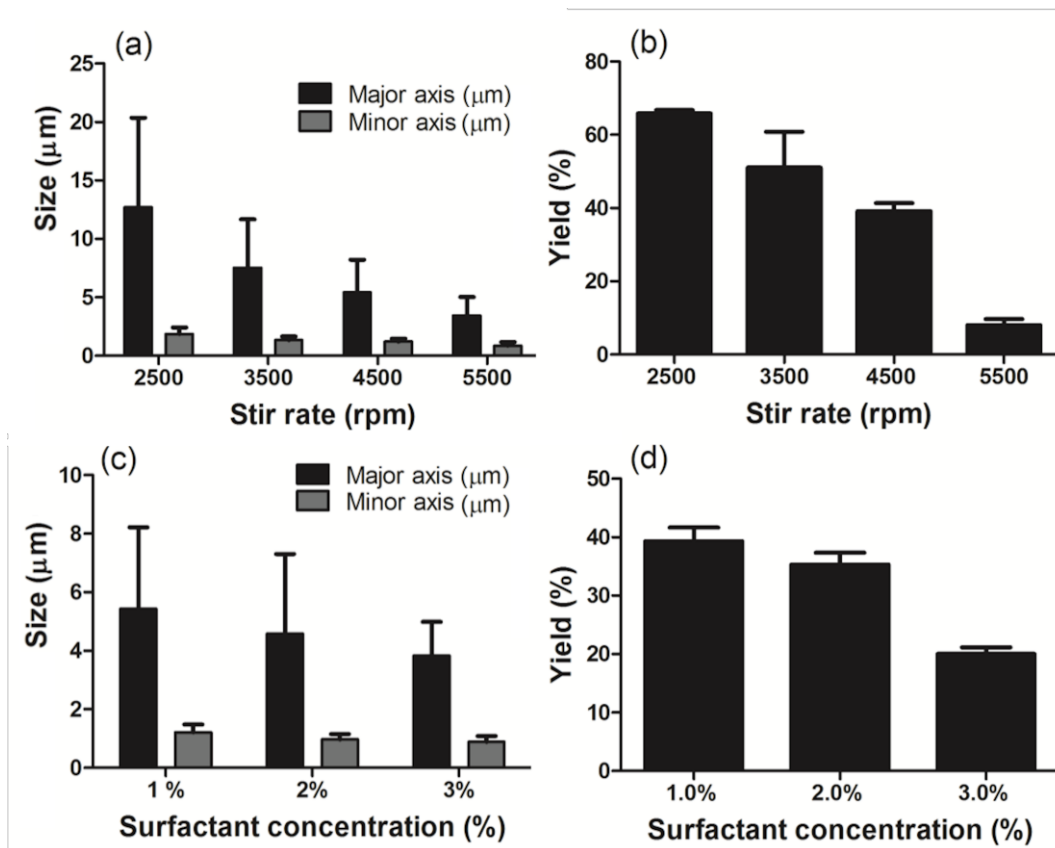 (a)
Major axis (μm)
Minor axis (μm)
Size (μm)
25
20
15
10
5
0
2500 3500 4500 5500
Stir rate (rpm)
(b)
Yield (%)
80
60
40
20
0
2500 3500 4500 5500
Stir rate (rpm)
(c)
Major axis (μm)
Minor axis (μm)
Size (μm)
10
8
6
4
2
0
1 % 2% 3%
Surfactant concentration (%)
(d)
Yield (%)
50
40
30
20
10
0
1.0% 2.0% 3.0%
Surfactant concentration (%)